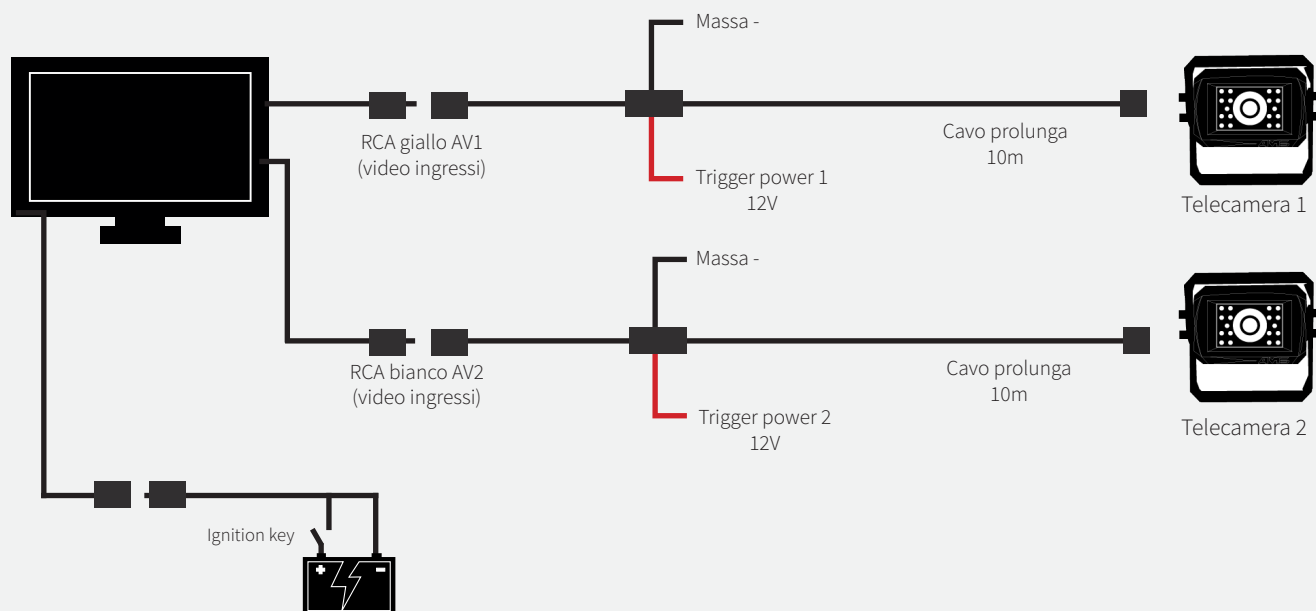 Massa -
RCA giallo AV1
(video ingressi)
Cavo prolunga
10m
Trigger power 1
12V
Telecamera 1
Massa -
RCA bianco AV2
(video ingressi)
Cavo prolunga
10m
Trigger power 2
12V
Telecamera 2
Ignition key
+ -